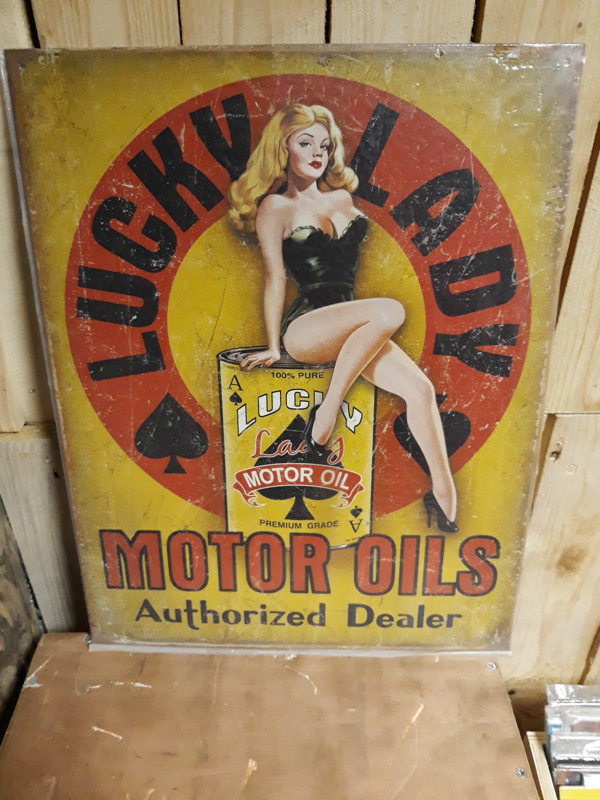 LUCKY LADY
A
100% PURE
LUCKY
Lady
MOTOR OIL
PREMIUM GRADE
A
MOTOR OILS
Authorized Dealer